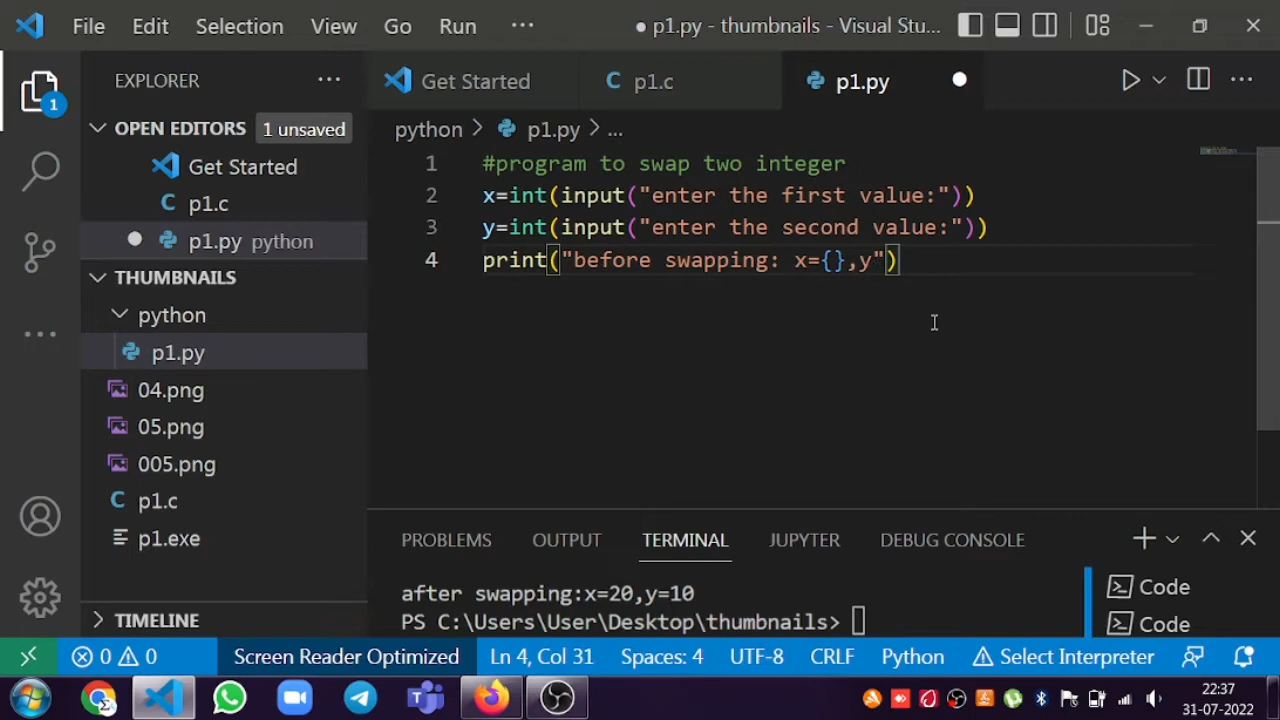 File Edit Selection View Go Run ··· ● p1.py - thumbnails - Visual Stu...
EXPLORER ···
Get Started
C p1.c
p1.py
1
OPEN EDITORS 1 unsaved
Get Started
C p1.c
p1.py python
THUMBNAILS
python
p1.py
04.png
05.png
005.png
C p1.c
p1.exe
TIMELINE
python > p1.py > ...
1 #program to swap two integer
2 x=int(input("enter the first value:"))
3 y=int(input("enter the second value:"))
4 print("before swapping: x={},y")
PROBLEMS OUTPUT TERMINAL JUPYTER DEBUG CONSOLE
after swapping:x=20,y=10
PS C:\Users\User\Desktop\thumbnails>
Code
Code
0 0 Screen Reader Optimized Ln 4, Col 31 Spaces: 4 UTF-8 CRLF Python Select Interpreter
22:37
31-07-2022